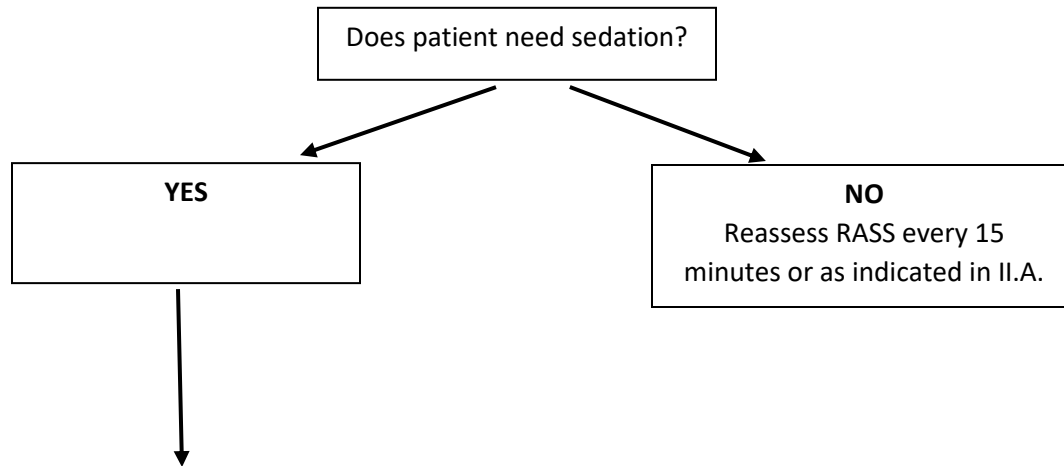 Does patient need sedation?
YES
NO
Reassess RASS every 15
minutes or as indicated in II.A.